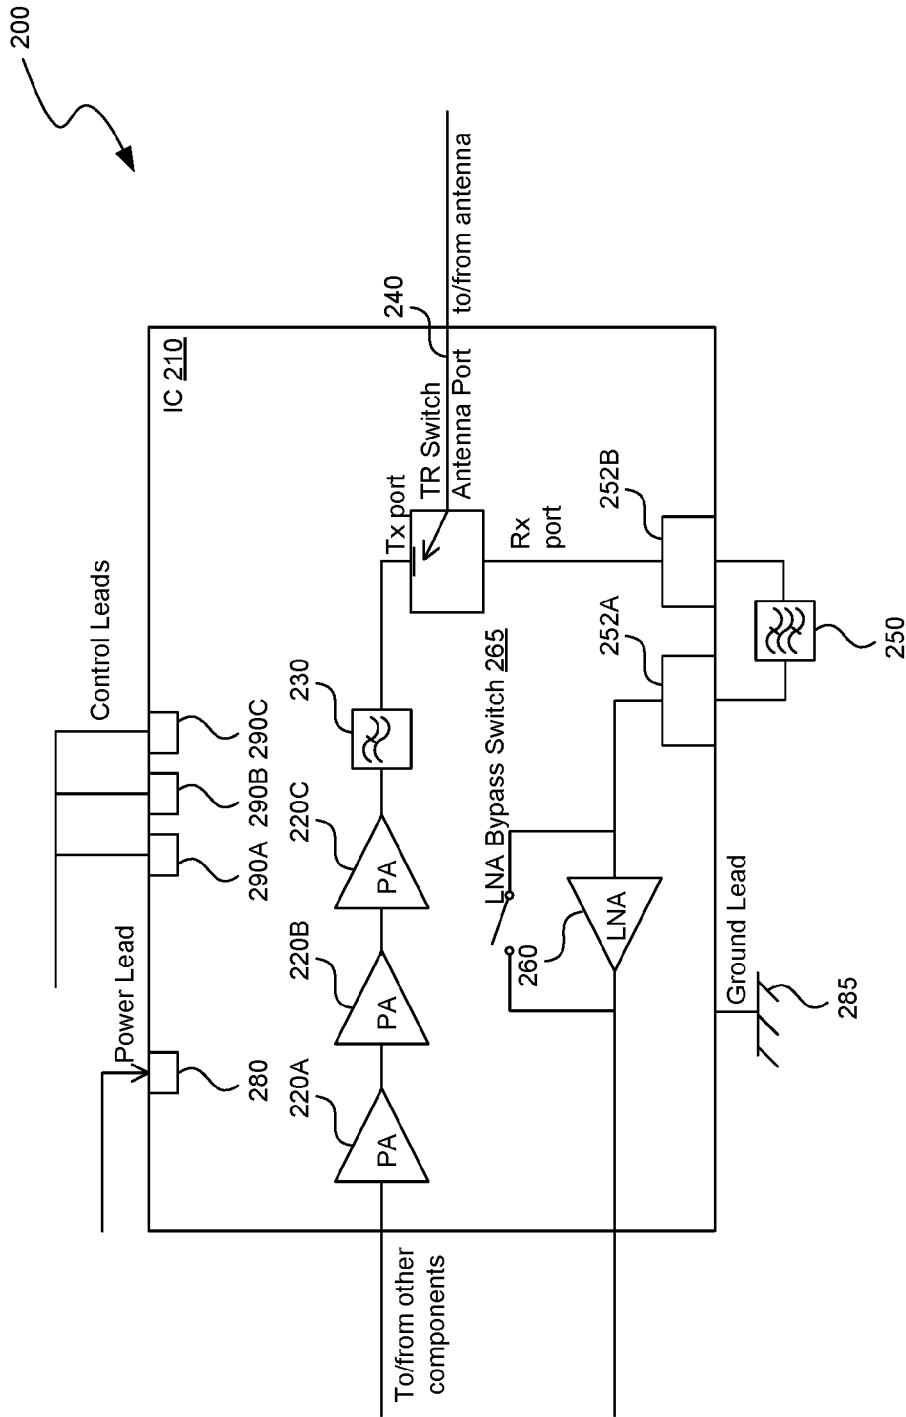 200
IC 210
240
to/from antenna
TR Switch
Antenna Port
Tx port
Rx
port
Control Leads
290A
290B
290C
Power Lead
280
220A
220B
220C
230
PA
PA
PA
LNA Bypass Switch 265
260
LNA
252A
252B
250
Ground Lead
285
To/from other
components